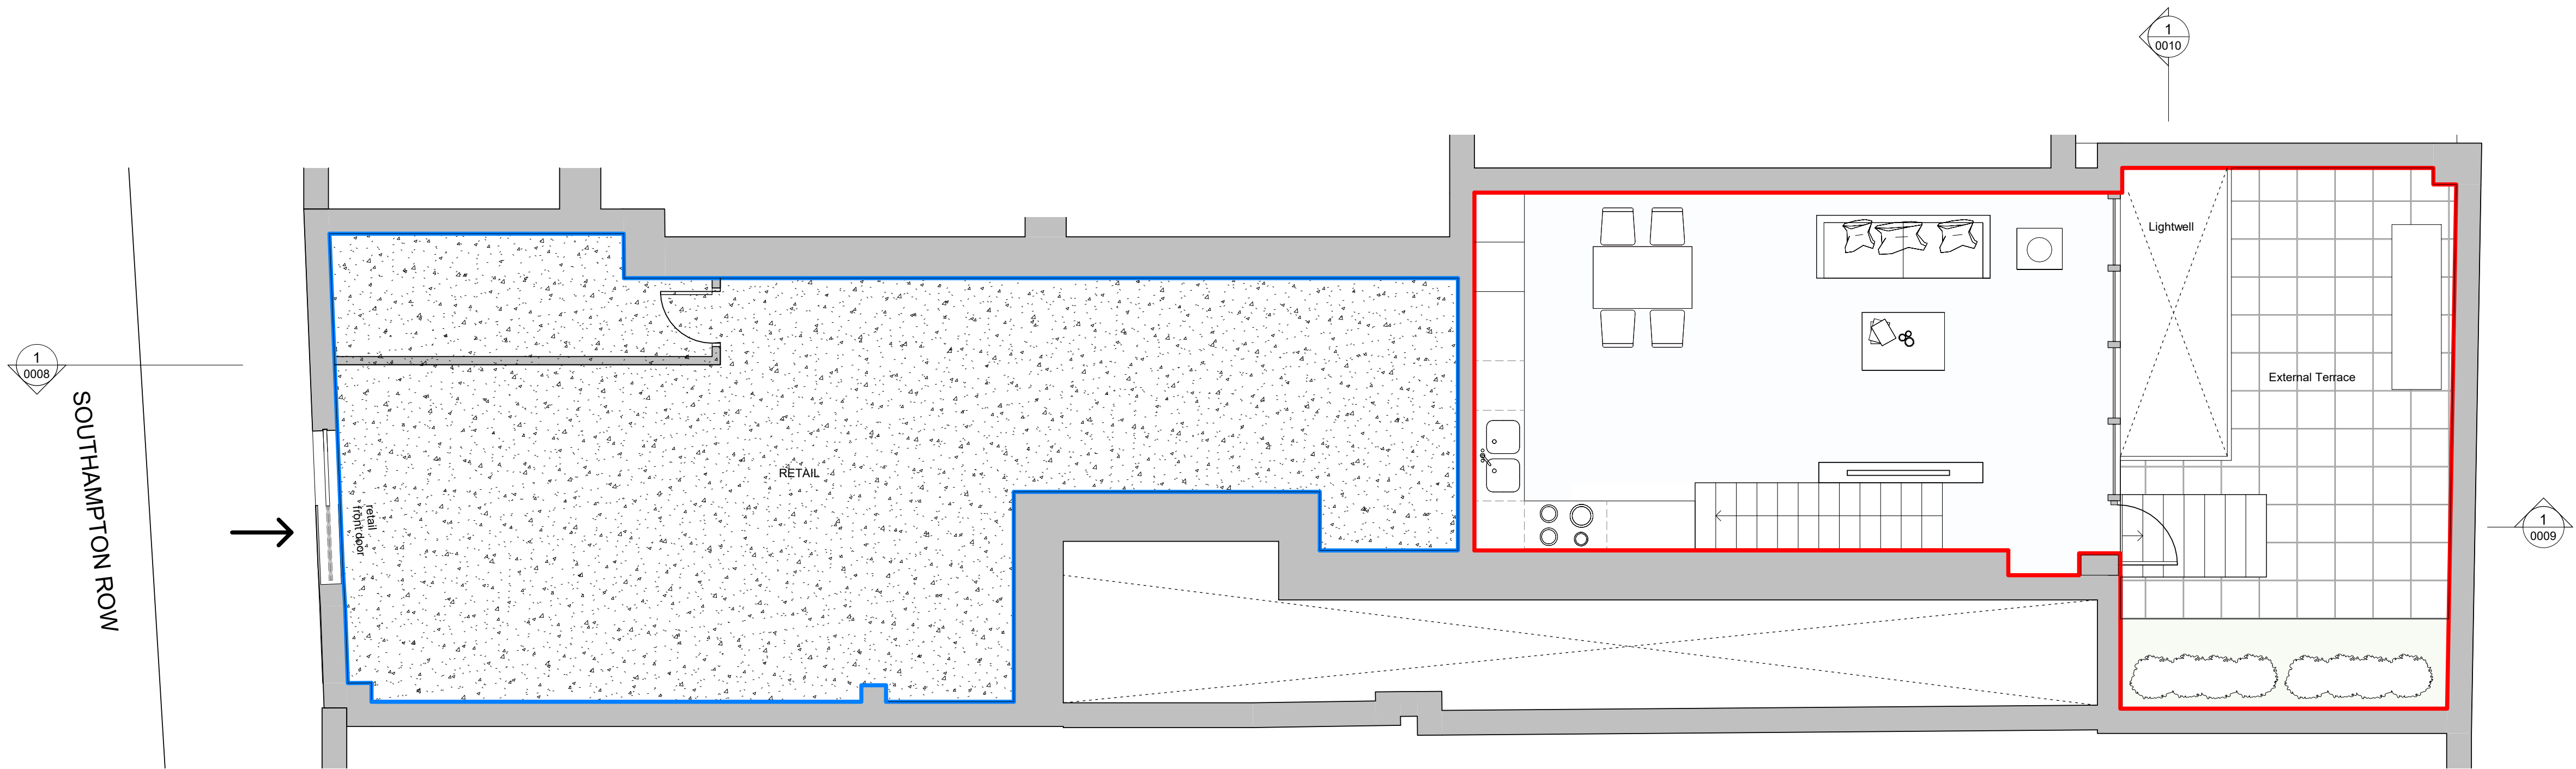 1
0010
Lightwell
1
0008
External Terrace
SOUTHAMPTON ROW
RETAIL
retail
front door
1
0009